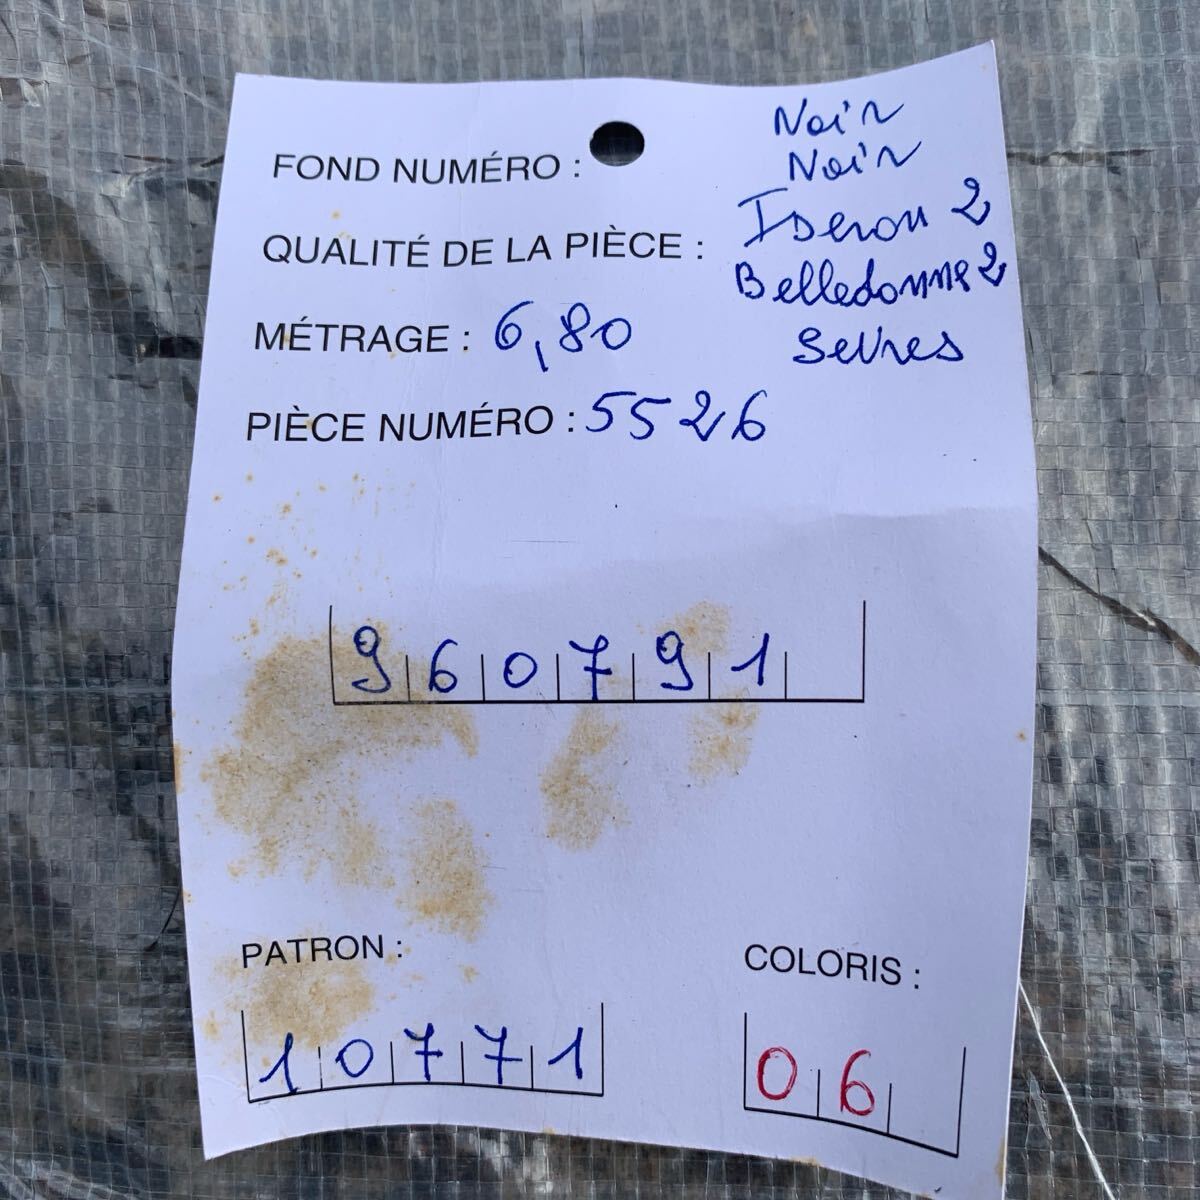 Noir
FOND NUMÉRO : Noir
Iseron 2
QUALITÉ DE LA PIÈCE : Belledonne 2
MÉTRAGE : 6,80 Sevres
PIÈCE NUMÉRO : 5526
960791
PATRON : COLORIS :
10771 06